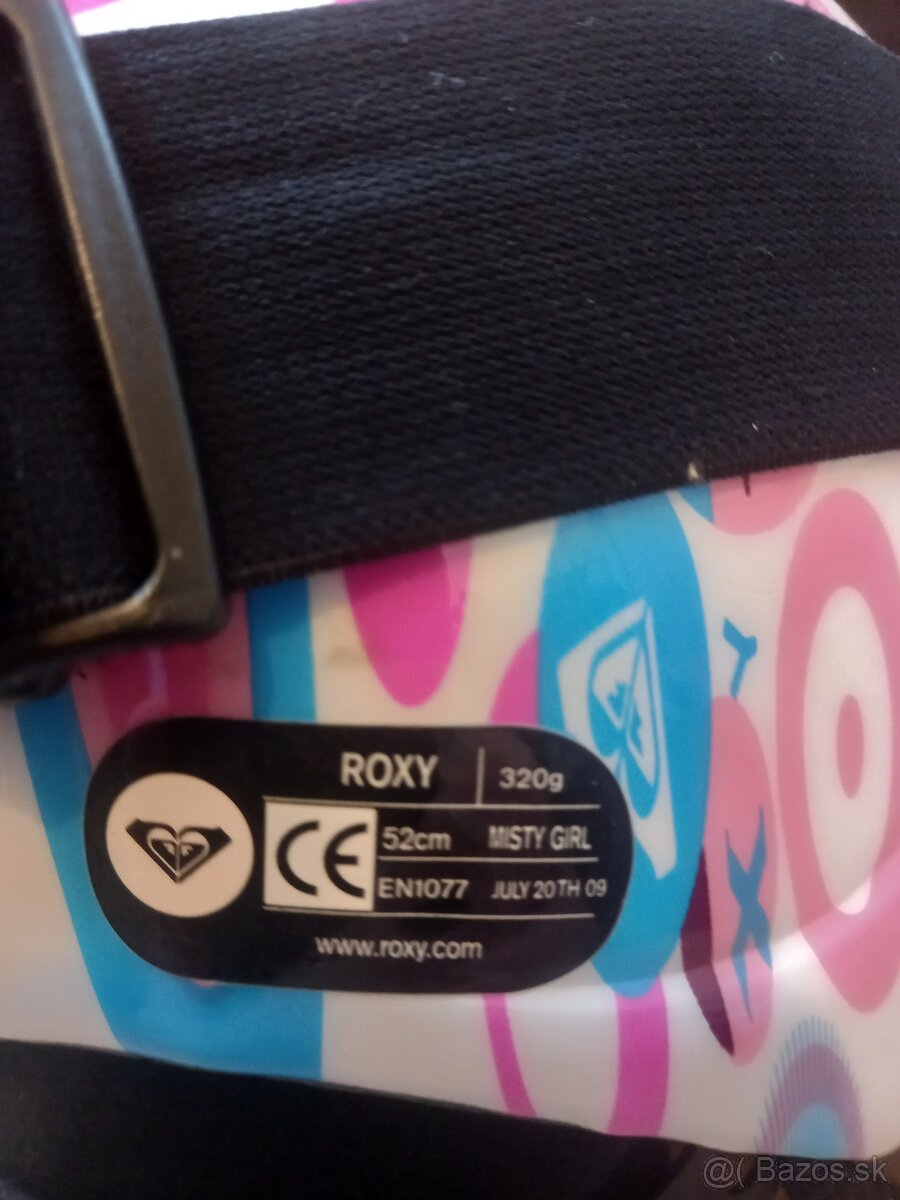 ROXY 320g
CE 52cm MISTY GIRL
EN1077 JULY 20TH 09
www.roxy.com
X
@( Bazos.sk